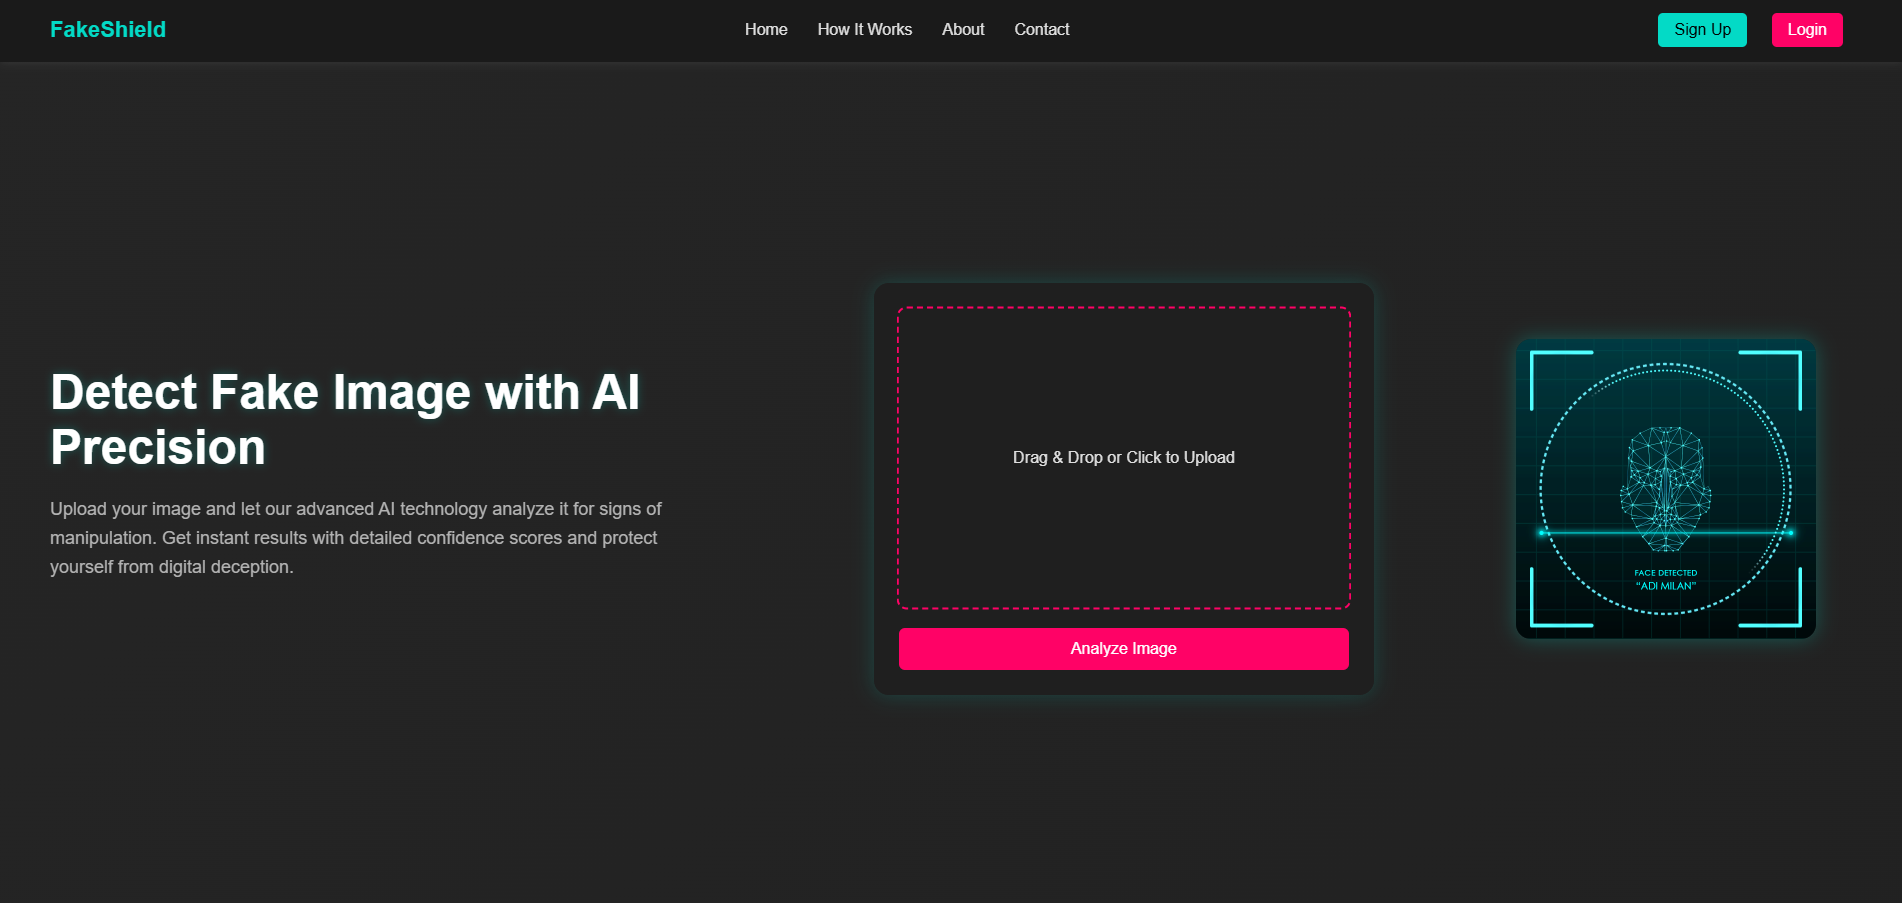 FakeShield
Home
How It Works
About
Contact
Sign Up
Login
Detect Fake Image with AI
Precision
Upload your image and let our advanced AI technology analyze it for signs of
manipulation. Get instant results with detailed confidence scores and protect
yourself from digital deception.
Drag & Drop or Click to Upload
Analyze Image
FACE DETECTED
“ADI MILAN”